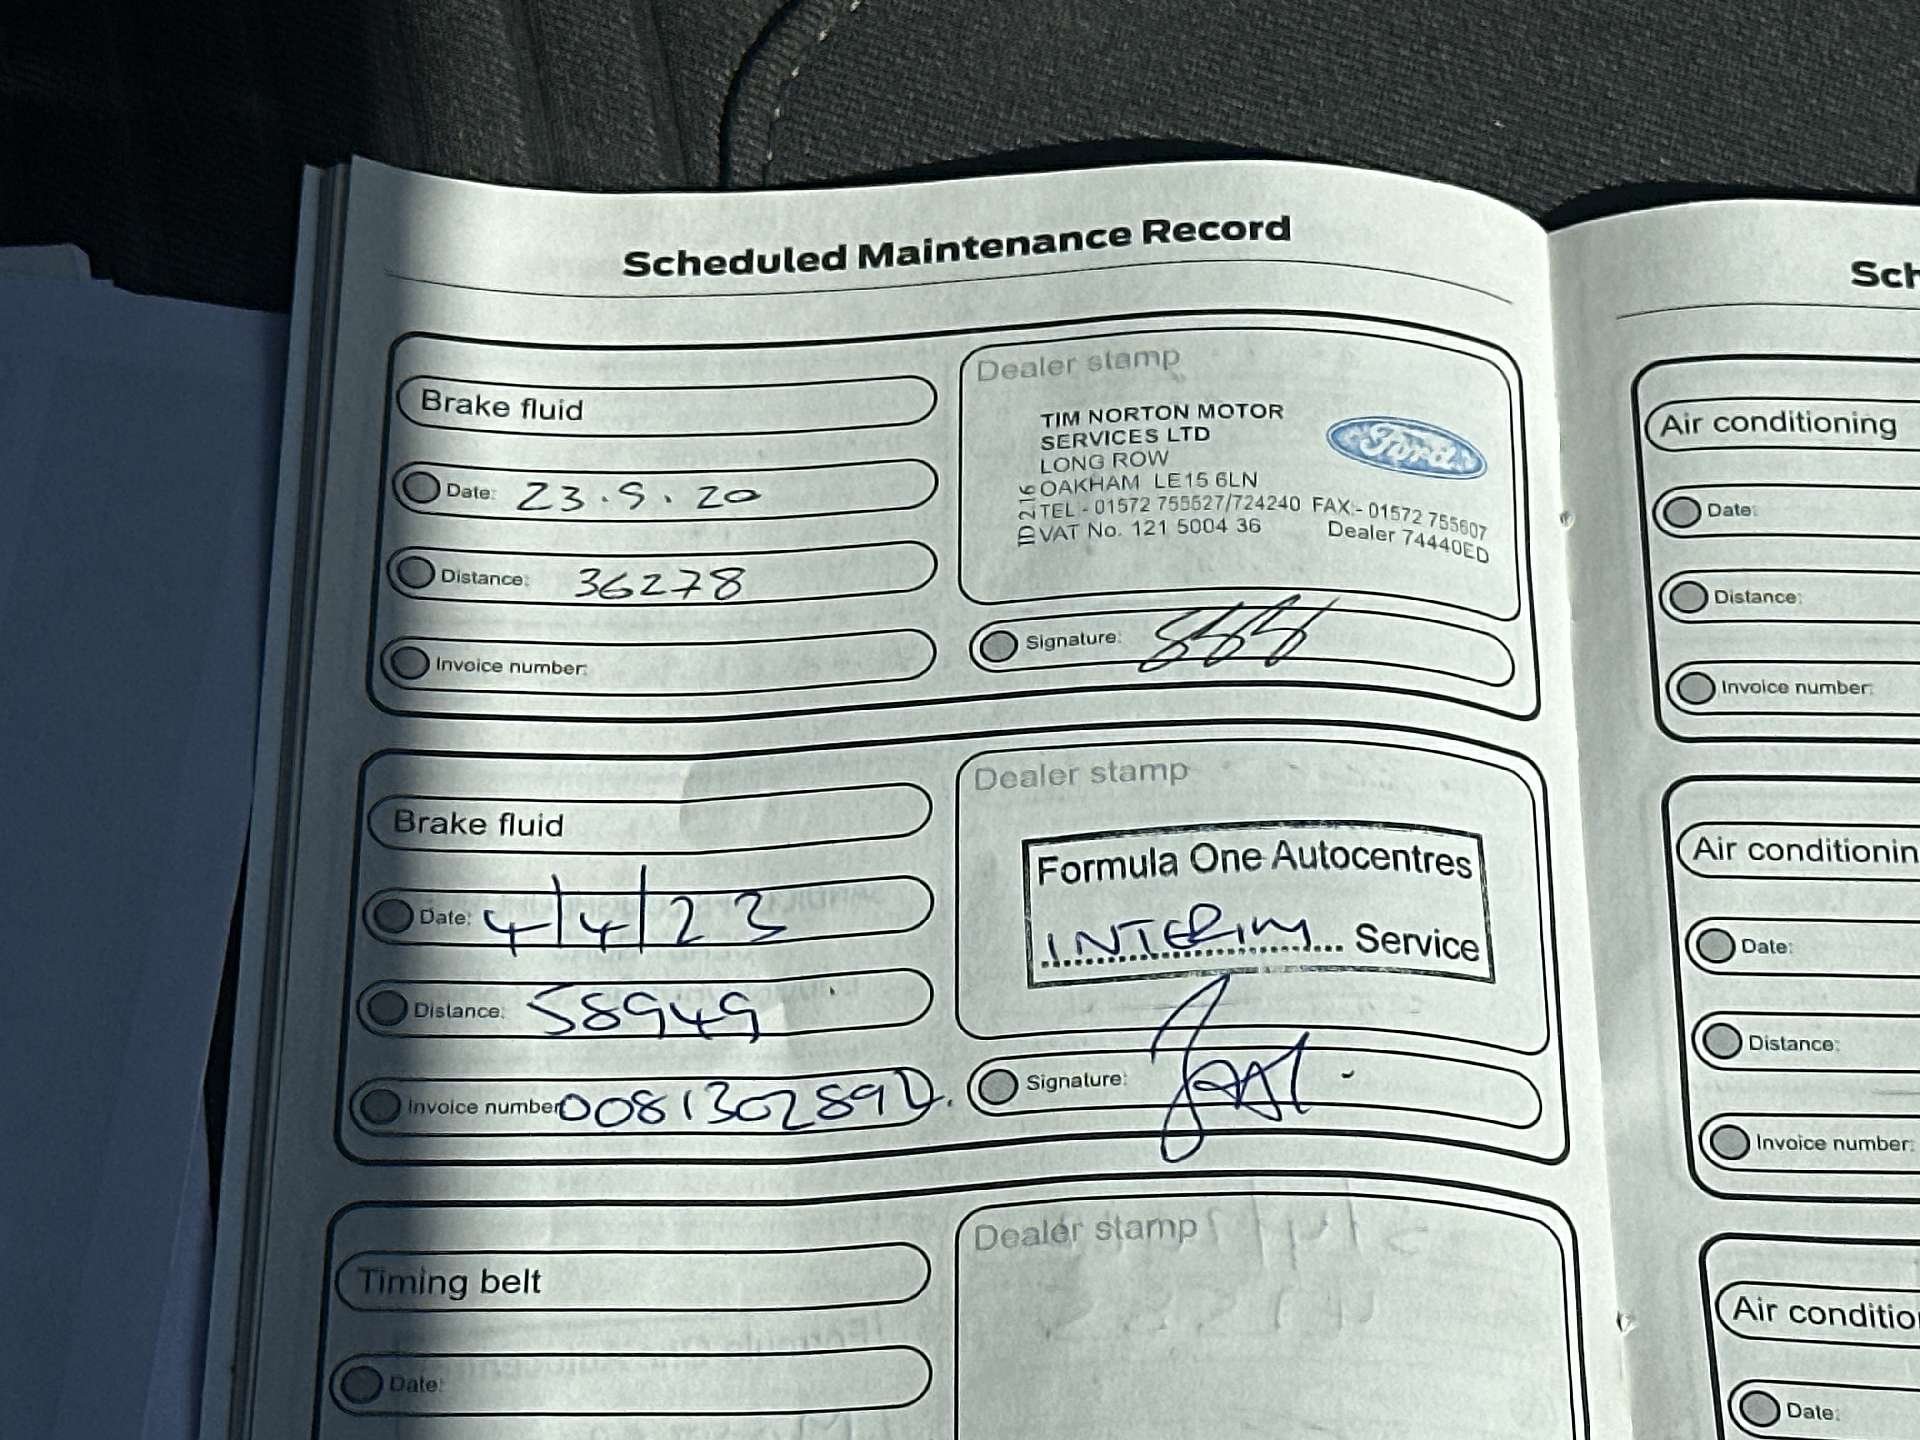 Scheduled Maintenance Record
Brake fluid
Date: 23.9.20
Distance: 36278
Invoice number:
Dealer stamp
TIM NORTON MOTOR
SERVICES LTD
LONG ROW
OAKHAM LE15 6LN
TEL - 01572 755527/724240 FAX:- 01572 755607
VAT No. 121 5004 36 Dealer 74440ED
Ford
Signature:
Brake fluid
Date: 4/4/23
Distance: 58949
Invoice number
Dealer stamp
Formula One Autocentres
INTERIM Service
Signature:
Timing belt
Date:
Dealer stamp
Sch
Air conditioning
Date:
Distance:
Invoice number:
Air conditionin
Date:
Distance:
Invoice number:
Air conditio
Date: